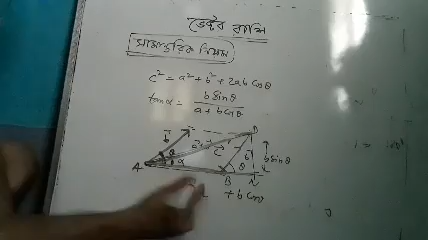 ভেক্টর রাশি
সামান্তরিক নিয়ম
c² = a² + b² + 2ab cosθ
tanα = b sinθ / a + b cosθ
b
θ
α
A
C
b
θ
b sinθ
B N
+ b cosθ